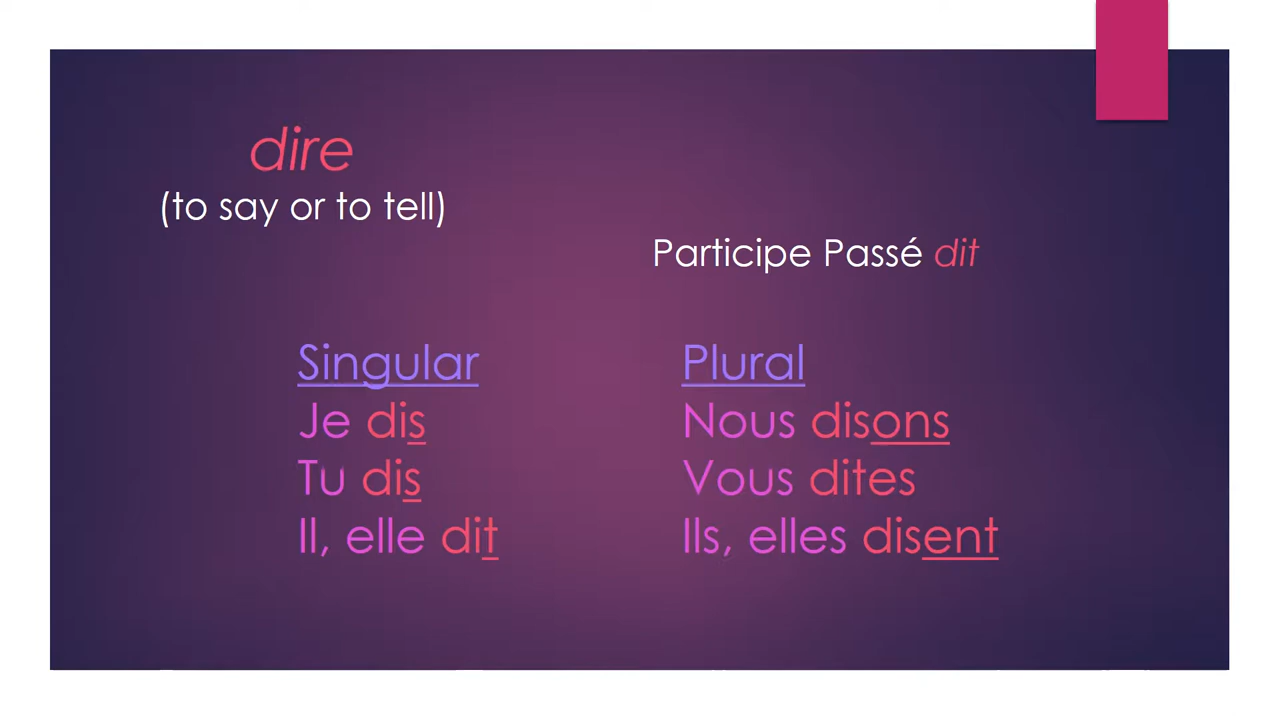 dire
(to say or to tell)
Participe Passé dit
Singular
Je dis
Tu dis
Il, elle dit
Plural
Nous disons
Vous dites
Ils, elles disent